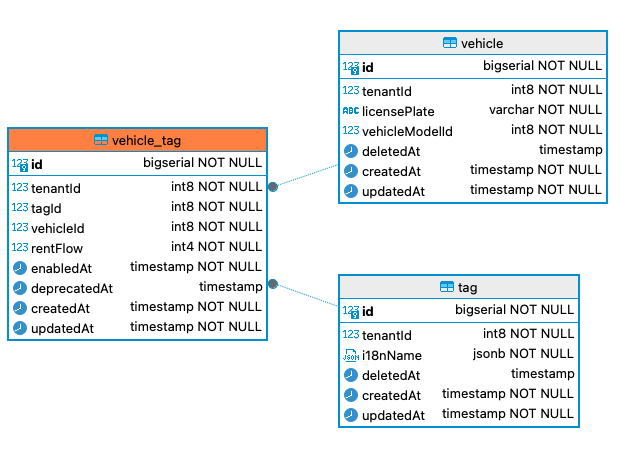 vehicle
123 id bigserial NOT NULL
123 tenantId int8 NOT NULL
ABC licensePlate varchar NOT NULL
123 vehicleModelId int8 NOT NULL
deletedAt timestamp
createdAt timestamp NOT NULL
updatedAt timestamp NOT NULL
vehicle_tag
123 id bigserial NOT NULL
123 tenantId int8 NOT NULL
123 tagId int8 NOT NULL
123 vehicleId int8 NOT NULL
123 rentFlow int4 NOT NULL
enabledAt timestamp NOT NULL
deprecatedAt timestamp
createdAt timestamp NOT NULL
updatedAt timestamp NOT NULL
tag
123 id bigserial NOT NULL
123 tenantId int8 NOT NULL
JSON i18nName jsonb NOT NULL
deletedAt timestamp
createdAt timestamp NOT NULL
updatedAt timestamp NOT NULL